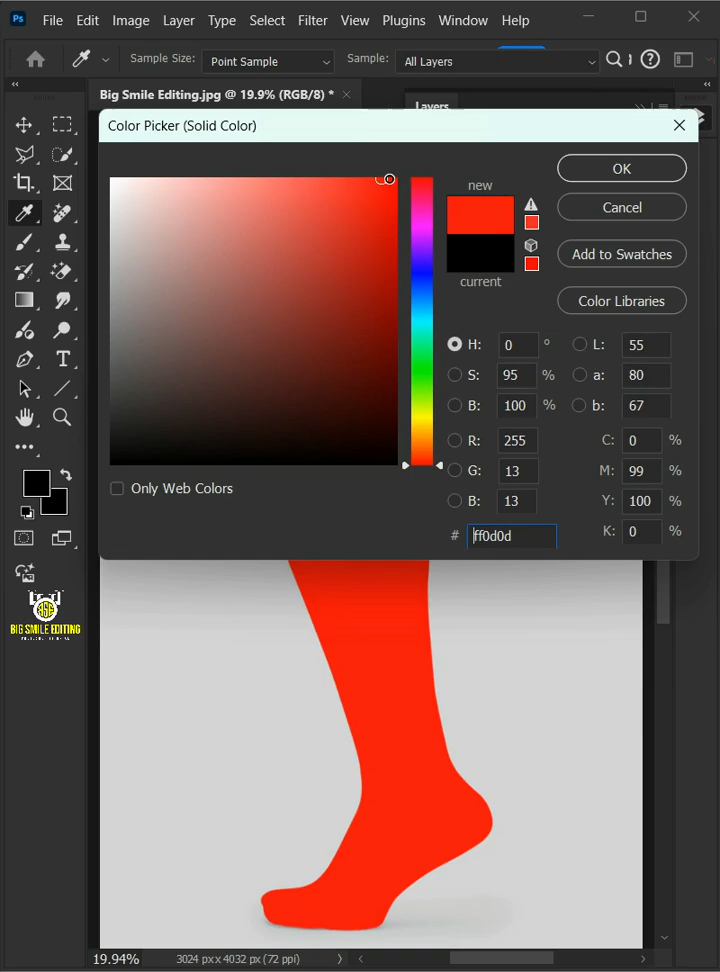 Ps File Edit Image Layer Type Select Filter View Plugins Window Help
Sample Size: Point Sample Sample: All Layers
Big Smile Editing.jpg @ 19.9% (RGB/8) *
Layers
Color Picker (Solid Color)
new
current
OK
Cancel
Add to Swatches
Color Libraries
H: 0 ° L: 55
S: 95 % a: 80
B: 100 % b: 67
R: 255 C: 0 %
G: 13 M: 99 %
B: 13 Y: 100 %
# ff0d0d K: 0 %
Only Web Colors
BIG SMILE EDITING
19.94% 3024 px x 4032 px (72 ppi)